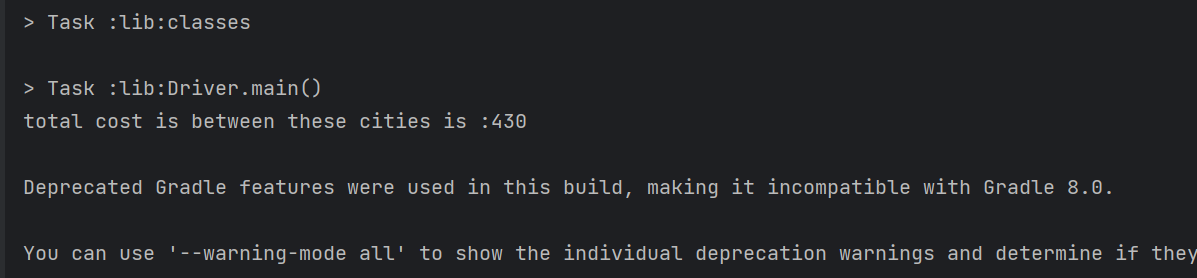 > Task :lib:classes
> Task :lib:Driver.main()
total cost is between these cities is :430
Deprecated Gradle features were used in this build, making it incompatible with Gradle 8.0.
You can use '--warning-mode all' to show the individual deprecation warnings and determine if they